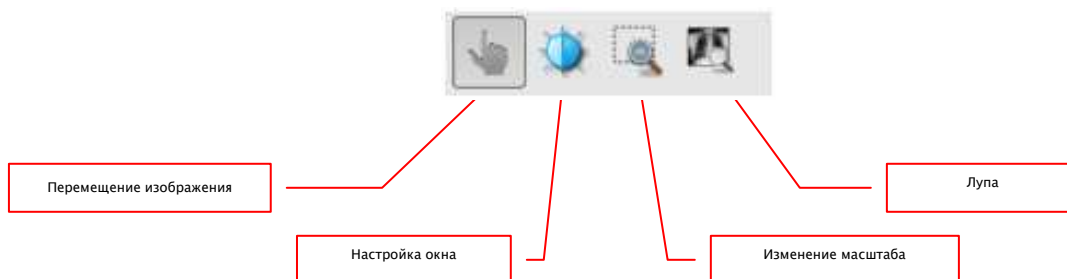 Перемещение изображения
Лупа
Настройка окна
Изменение масштаба